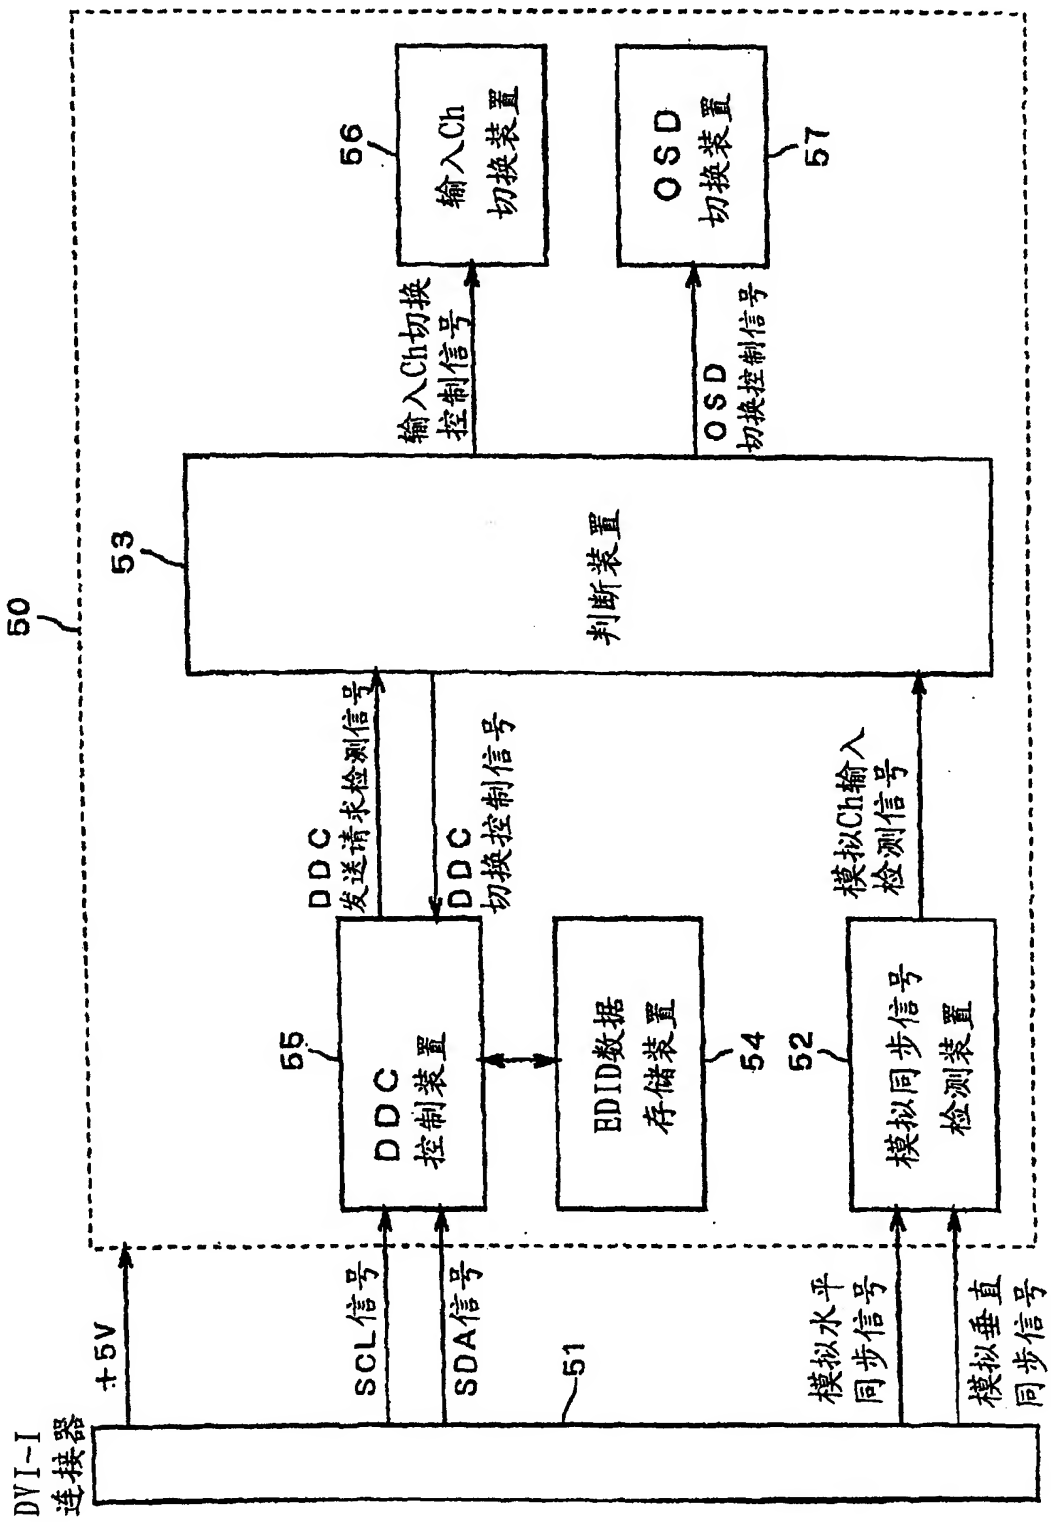 50
DVI-I
连接器
51
+5V
SCL信号
SDA信号
模拟水平
同步信号
模拟垂直
同步信号
55
DDC
控制装置
EDID数据
存储装置
54
52
模拟同步信号
检测装置
DDC
发送请求检测信号
DDC
切换控制信号
模拟Ch输入
检测信号
53
判断装置
输入Ch切换
控制信号
OSD
切换控制信号
56
输入Ch
切换装置
OSD
切换装置
57